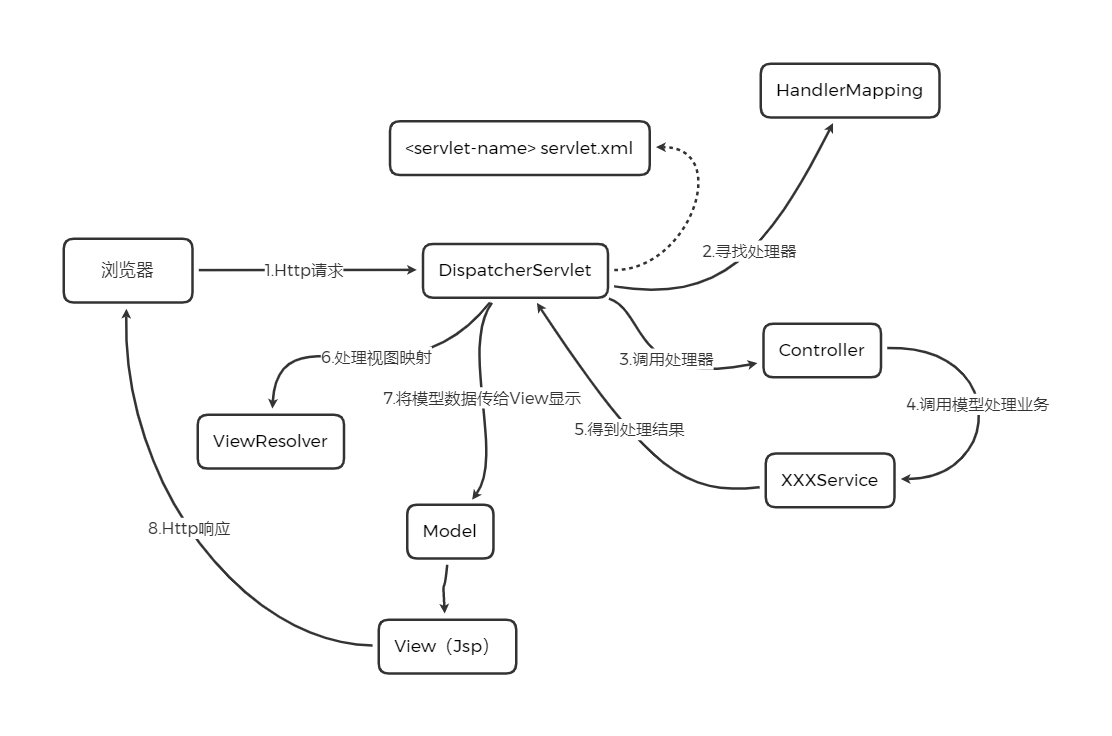 HandlerMapping
<servlet-name> servlet.xml
2.寻找处理器
浏览器
1.Http请求
DispatcherServlet
Controller
6.处理视图映射
3.调用处理器
7.将模型数据传给View显示
4.调用模型处理业务
5.得到处理结果
ViewResolver
XXXService
8.Http响应
Model
View（Jsp）